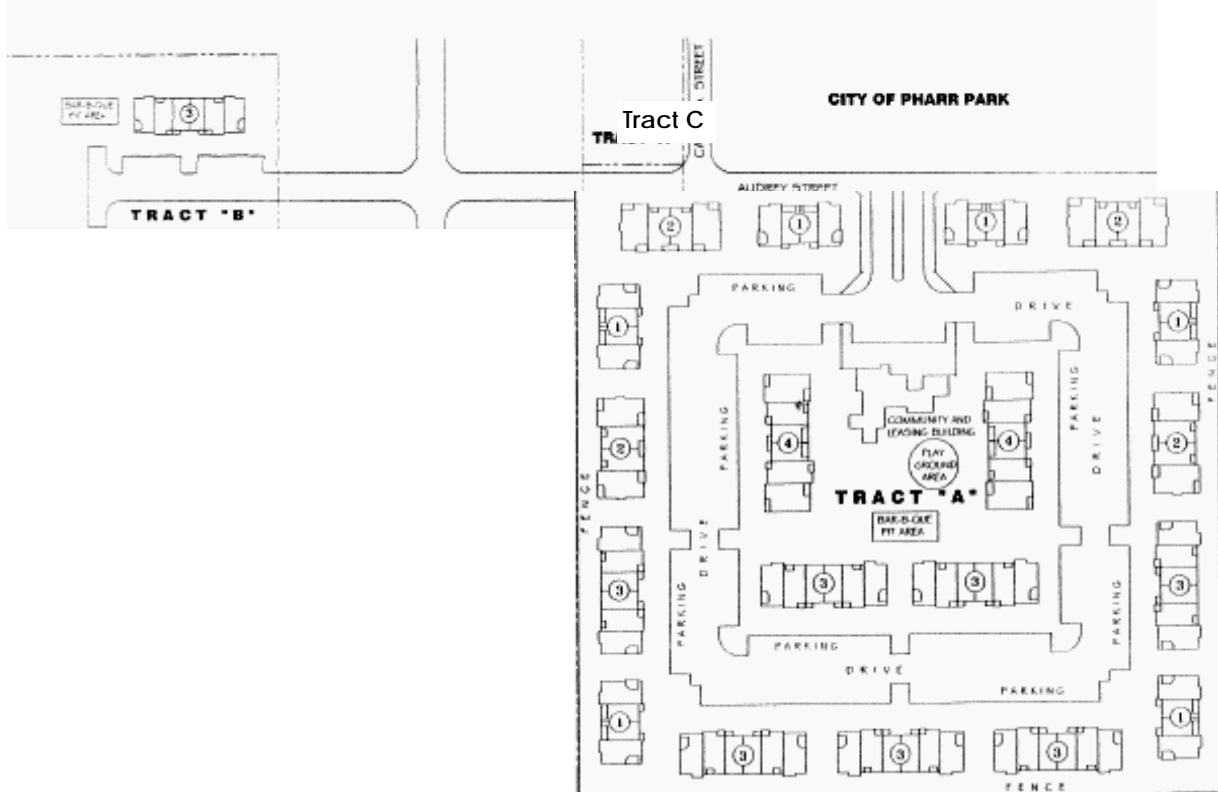 STREET
CITY OF PHARR PARK
BAR-B-QUE
PIT AREA
3
Tract C
AUDREY STREET
TRACT "B"
2
1
1
2
PARKING
DRIVE
1
1
FENCE
PARKING
PARKING
DRIVE
COMMUNITY AND
LEASING BUILDING
4
4
2
2
PLAY
GROUND
AREA
FENCE
TRACT "A"
BAR-B-QUE
PIT AREA
DRIVE
3
3
3
3
PARKING
PARKING
PARKING
DRIVE
PARKING
1
1
3
3
3
FENCE